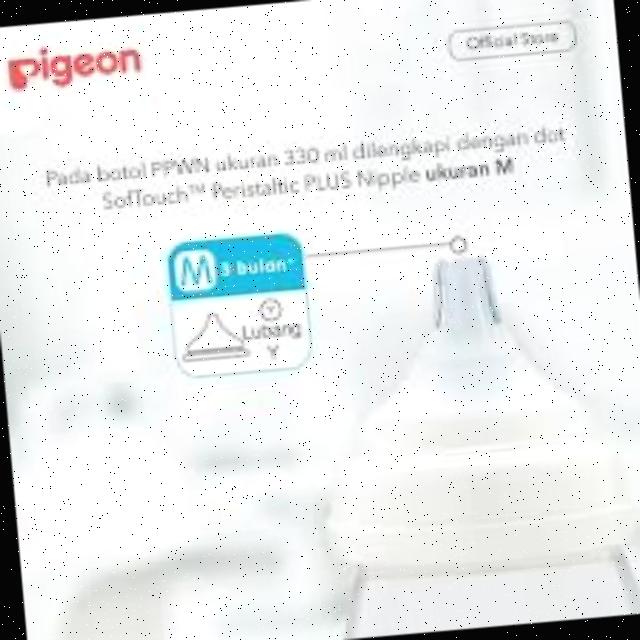 pigeon
Official Store
Pada botol PPWN ukuran 330 ml dilengkapi dengan dot
SofTouch™ Peristaltic PLUS Nipple ukuran M
M 3 bulan+
Y
Lubang
Y